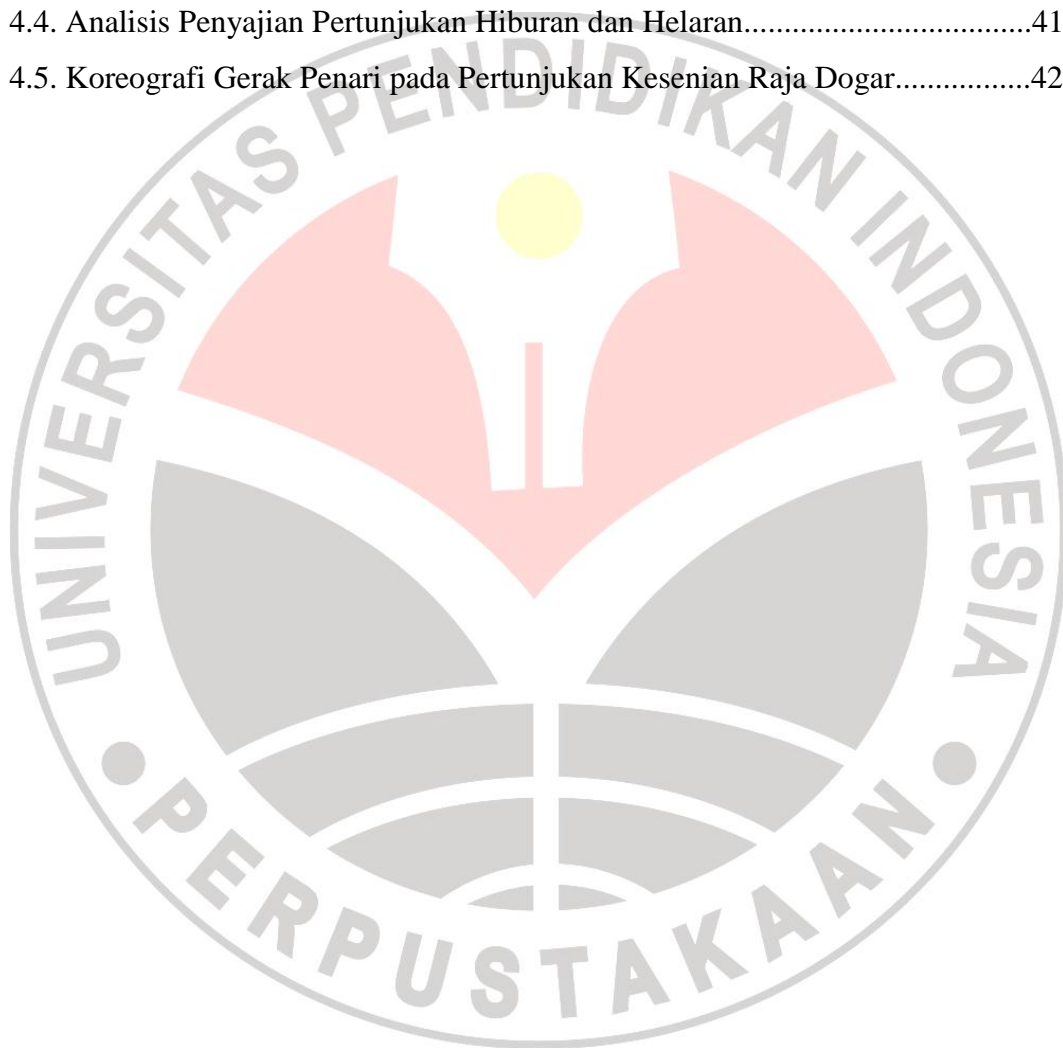 4.4. Analisis Penyajian Pertunjukan Hiburan dan Helaran.................................41
4.5. Koreografi Gerak Penari pada Pertunjukan Kesenian Raja Dogar................42
UNIVERSITAS PENDIDIKAN INDONESIA
PERPUSTAKAAN